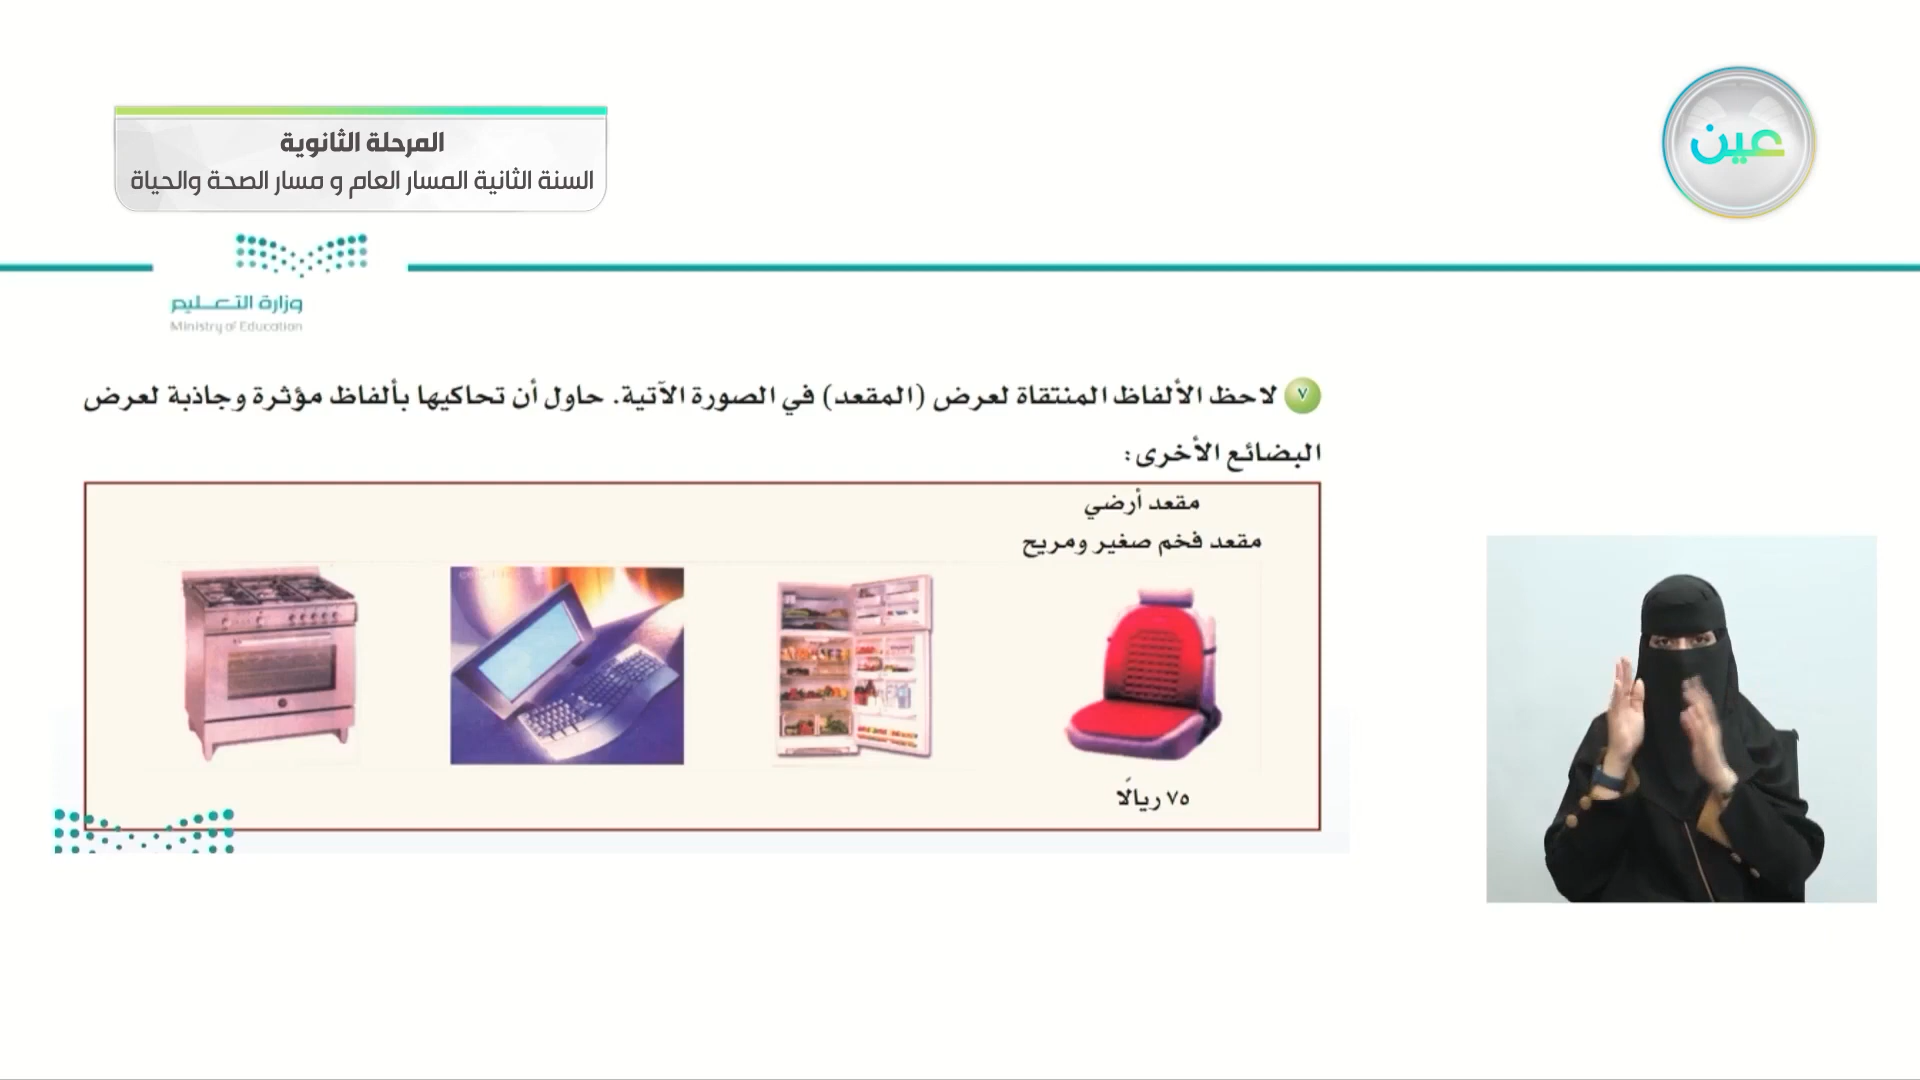 المرحلة الثانوية
السنة الثانية المسار العام و مسار الصحة والحياة
عين
وزارة التعليم
Ministry of Education
٧ لاحظ الألفاظ المنتقاة لعرض (المقعد) في الصورة الآتية. حاول أن تحاكيها بألفاظ مؤثرة وجاذبة لعرض
البضائع الأخرى:
مقعد أرضي
مقعد فخم صغير ومريح
٧٥ ريالًا